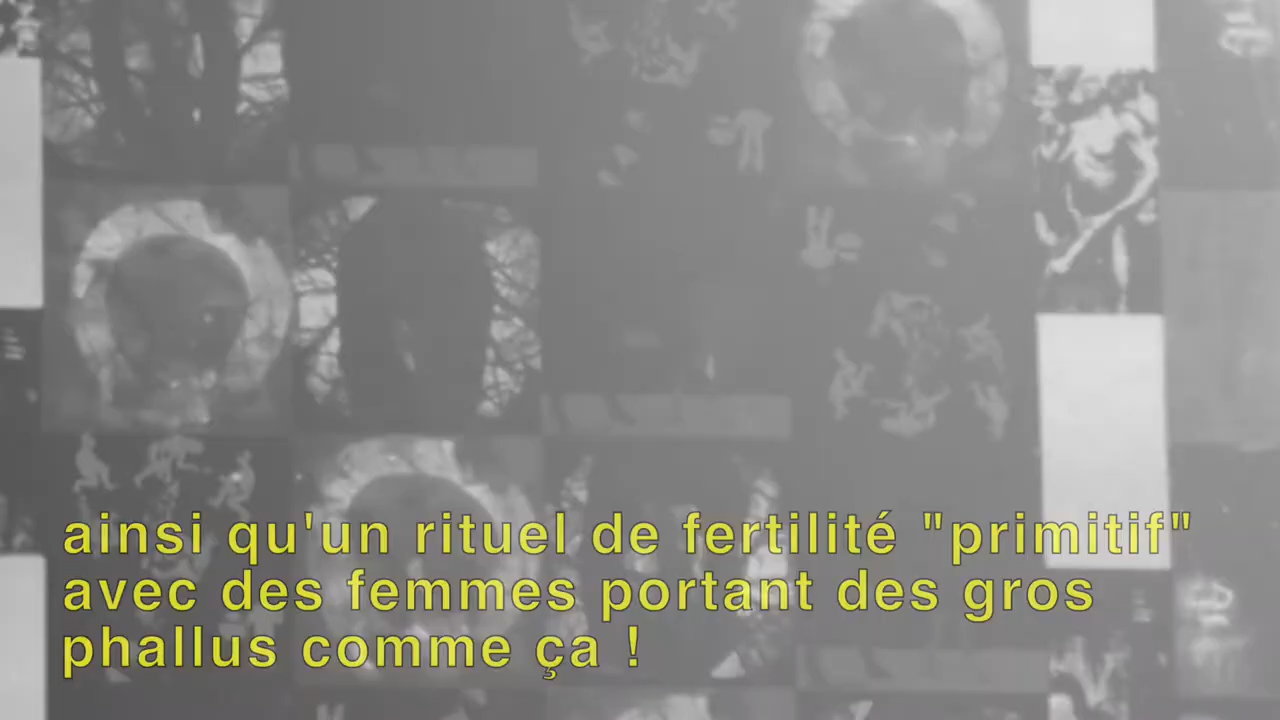 ainsi qu'un rituel de fertilité "primitif"
avec des femmes portant des gros
phallus comme ça !